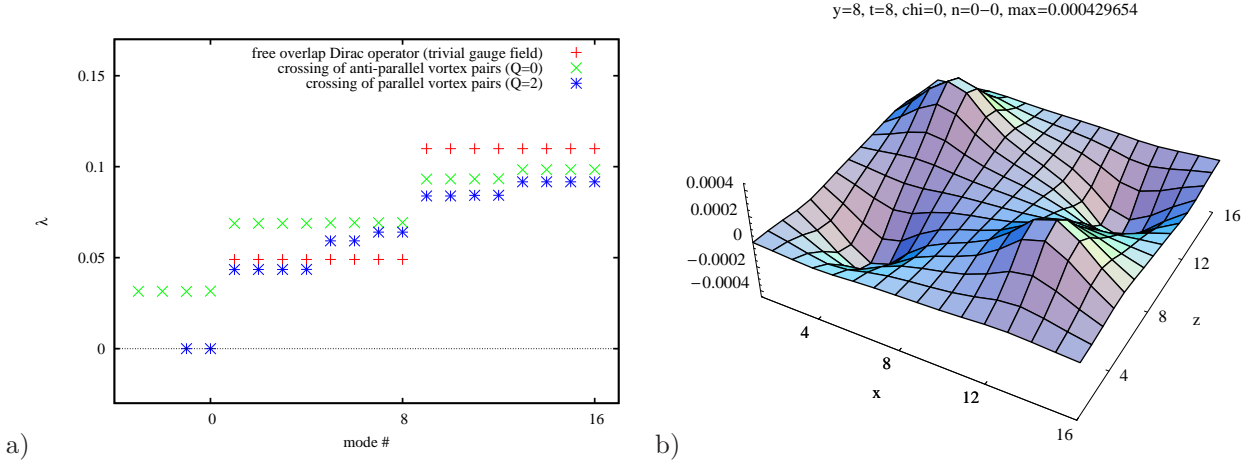 y=8, t=8, chi=0, n=0−0, max=0.000429654
free overlap Dirac operator (trivial gauge field)
crossing of anti-parallel vortex pairs (Q=0)
crossing of parallel vortex pairs (Q=2)
0.15
0.1
0.05
0
λ
0
8
16
mode #
a)
0.0004
0.0002
0
−0.0002
−0.0004
4
8
12
16
x
4
8
12
16
z
b)